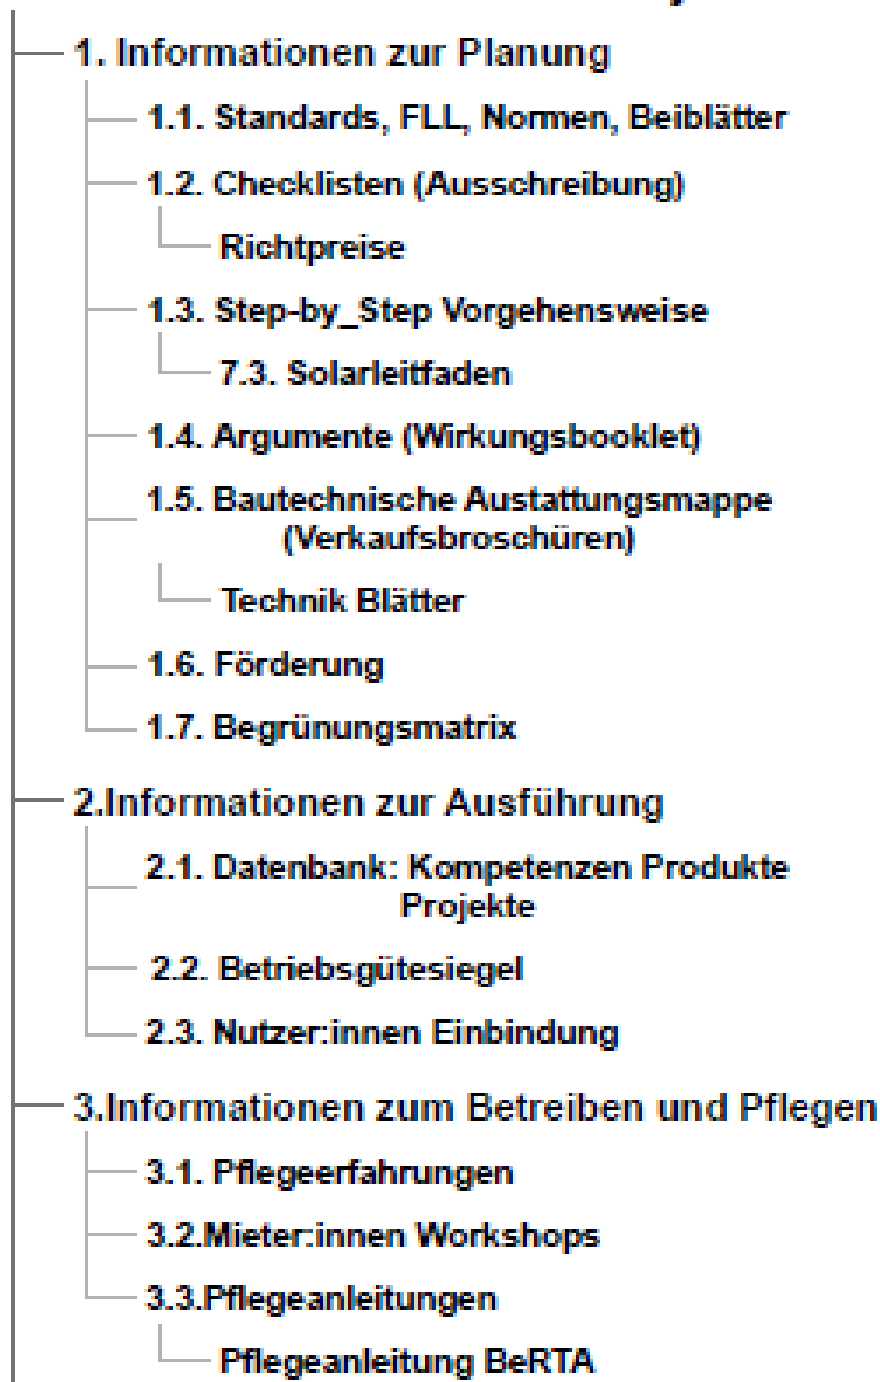 1. Informationen zur Planung
1.1. Standards, FLL, Normen, Beiblätter
1.2. Checklisten (Ausschreibung)
Richtpreise
1.3. Step-by_Step Vorgehensweise
7.3. Solarleitfaden
1.4. Argumente (Wirkungsbooklet)
1.5. Bautechnische Austattungsmappe
(Verkaufsbroschüren)
Technik Blätter
1.6. Förderung
1.7. Begrünungsmatrix
2.Informationen zur Ausführung
2.1. Datenbank: Kompetenzen Produkte
Projekte
2.2. Betriebsgütesiegel
2.3. Nutzer:innen Einbindung
3.Informationen zum Betreiben und Pflegen
3.1. Pflegeerfahrungen
3.2.Mieter:innen Workshops
3.3.Pflegeanleitungen
Pflegeanleitung BeRTA